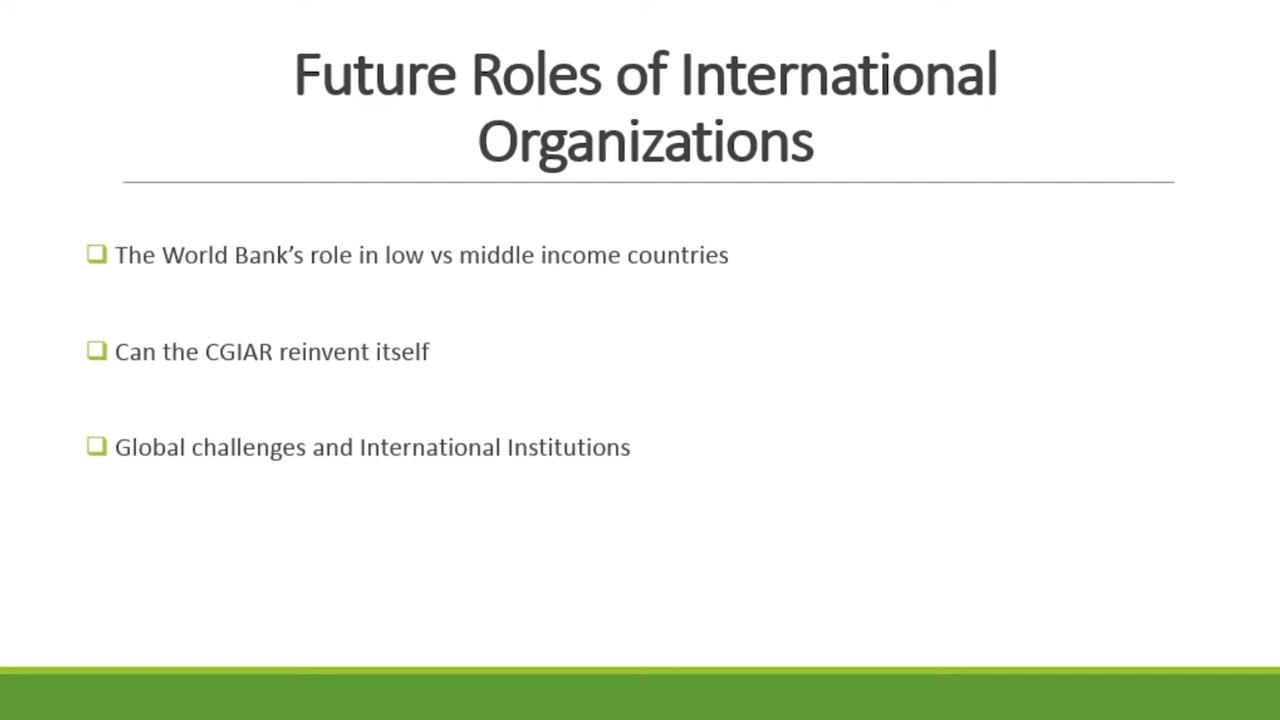 Future Roles of International
Organizations
The World Bank’s role in low vs middle income countries
Can the CGIAR reinvent itself
Global challenges and International Institutions